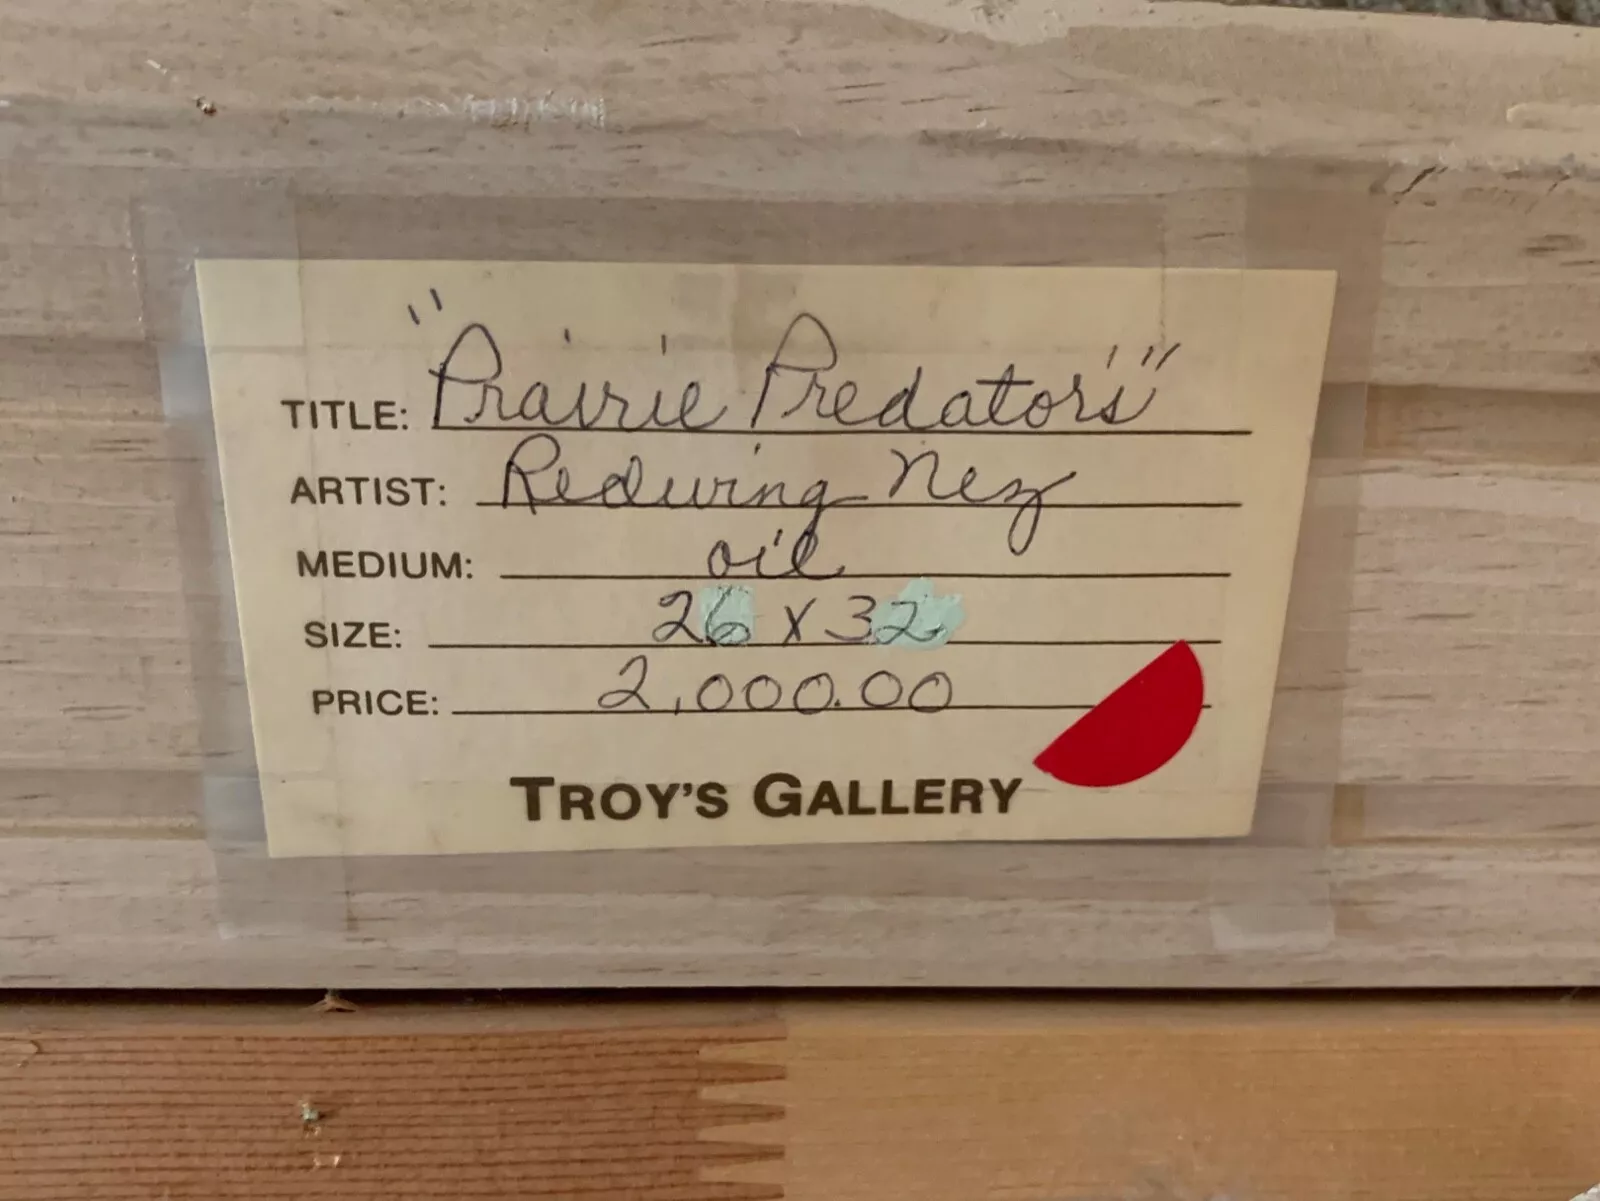 TITLE: "Prairie Predators"
ARTIST: Redwing Nez
MEDIUM: oil
SIZE: 26 X 32
PRICE: 2,000.00
TROY'S GALLERY